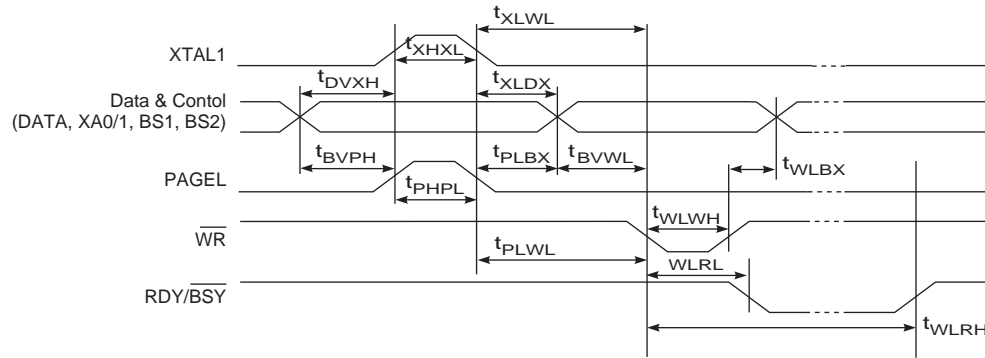 tXLWL
XTAL1
tXHXL
tDVXH
tXLDX
Data & Contol
(DATA, XA0/1, BS1, BS2)
tBVPH
tPLBX
tBVWL
tWLBX
PAGEL
tPHPL
tWLWH
WR
tPLWL
WLRL
RDY/BSY
tWLRH